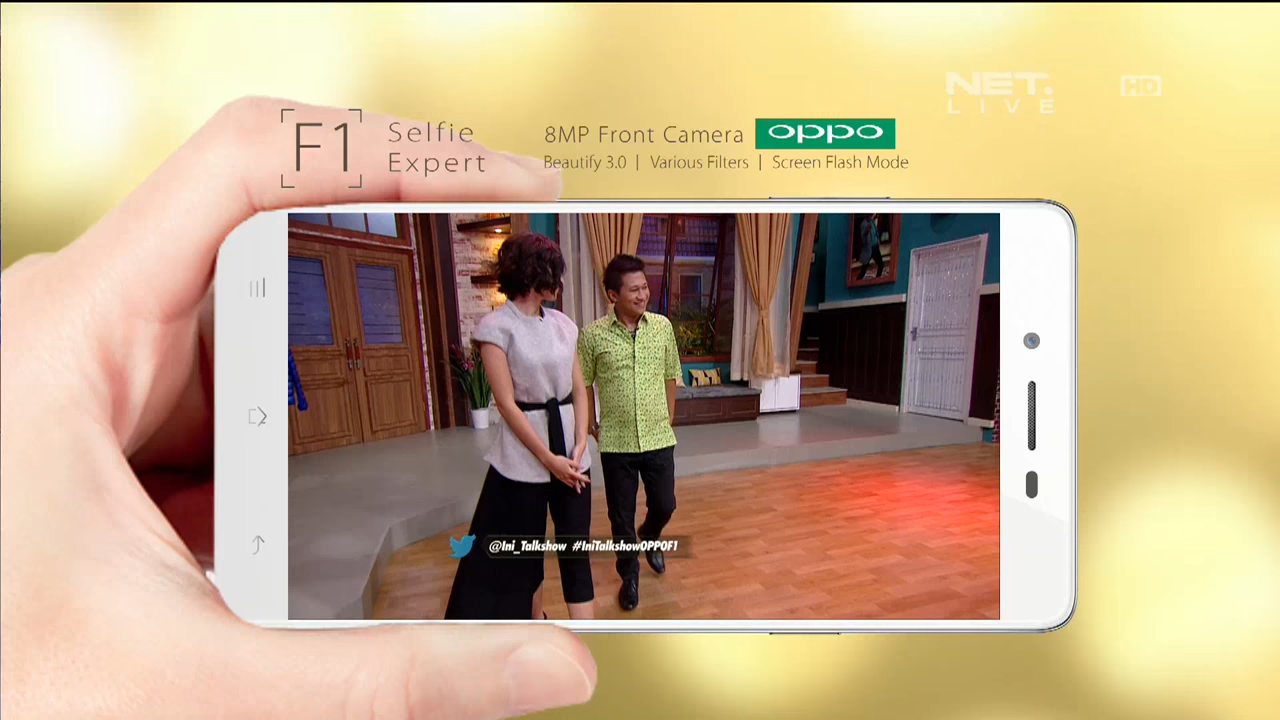 NET.
LIVE
HD
F1
Selfie
Expert
8MP Front Camera
oppo
Beautify 3.0 | Various Filters | Screen Flash Mode
@Ini_Talkshow #IniTalkshowOPPOF1